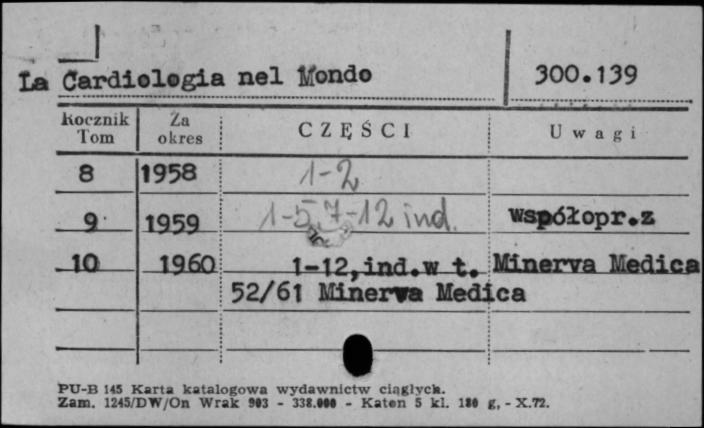 La Cardiologia nel Mondo 300.139
Rocznik Tom Za okres CZĘŚCI Uwagi
8 1958 1-2
9 1959 1-5,7-12 ind. współopr.z
10 1960 1-12,ind.w t. Minerva Medica
52/61 Minerva Medica
PU-B 145 Karta katalogowa wydawnictw ciągłych.
Zam. 1245/DW/On Wrak 903 - 338.000 - Katen 5 kl. 180 g, - X.72.